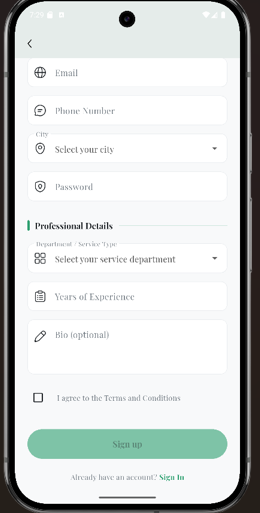 7:29
Email
Phone Number
City
Select your city
Password
Professional Details
Department / Service Type
Select your service department
Years of Experience
Bio (optional)
I agree to the Terms and Conditions
Sign up
Already have an account? Sign In